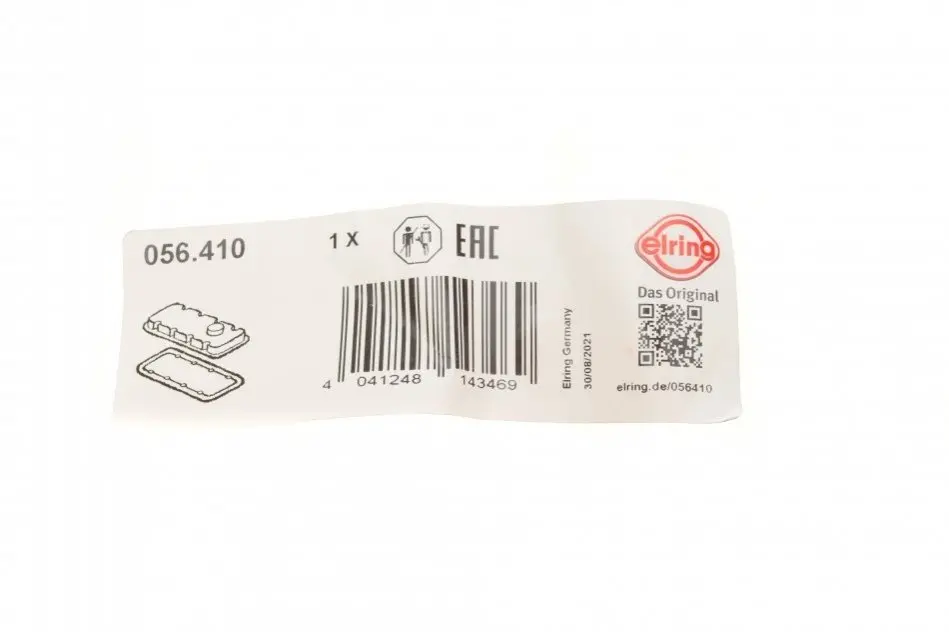 056.410
1 X
EAC
elring
Das Original
4 041248 143469
Elring Germany
30/08/2021
elring.de/056410